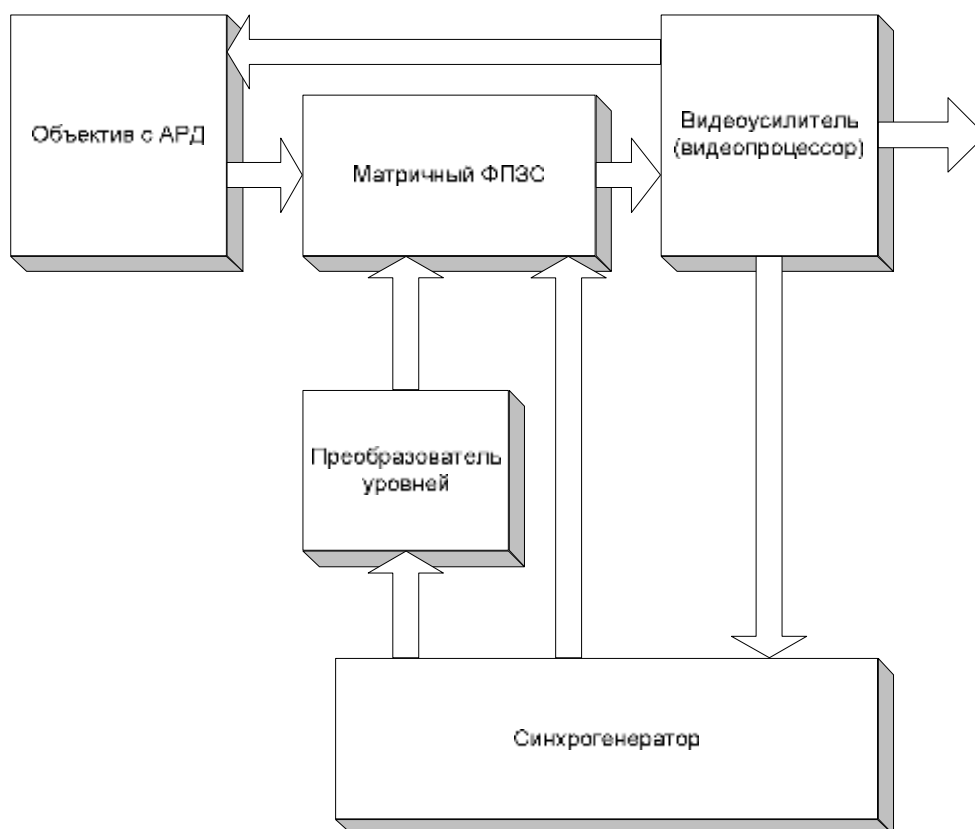 Объектив с АРД
Матричный ФПЗС
Видеоусилитель
(видеопроцессор)
Преобразователь
уровней
Синхрогенератор